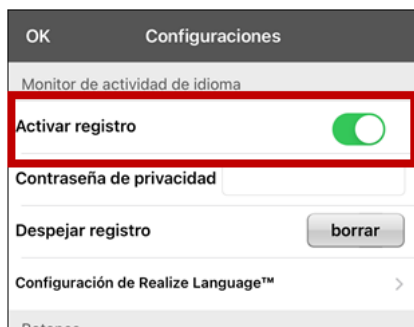 OK Configuraciones
Monitor de actividad de idioma
Activar registro
Contraseña de privacidad
Despejar registro borrar
Configuración de Realize Language™